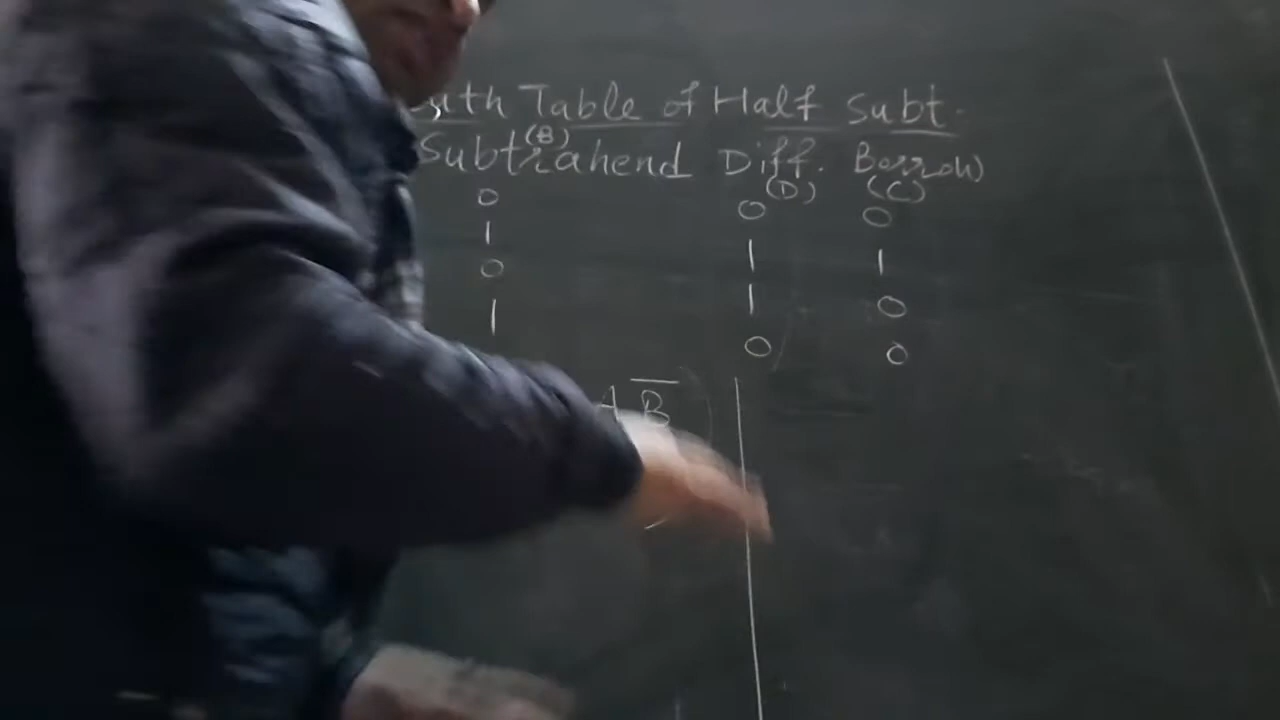 Table of Half Subt.
Subtrahend Diff. Borrow
(B) (D) (C)
0 0 0
1 1 1
0 1 0
1 0 0
A B̅